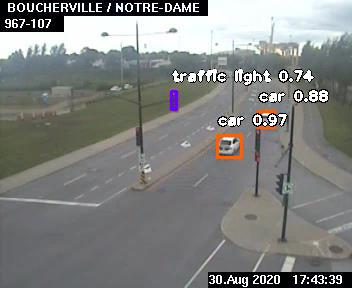 BOUCHERVILLE / NOTRE-DAME
967-107
traffic light 0.74
car 0.88
car 0.97
30.Aug 2020 17:43:39